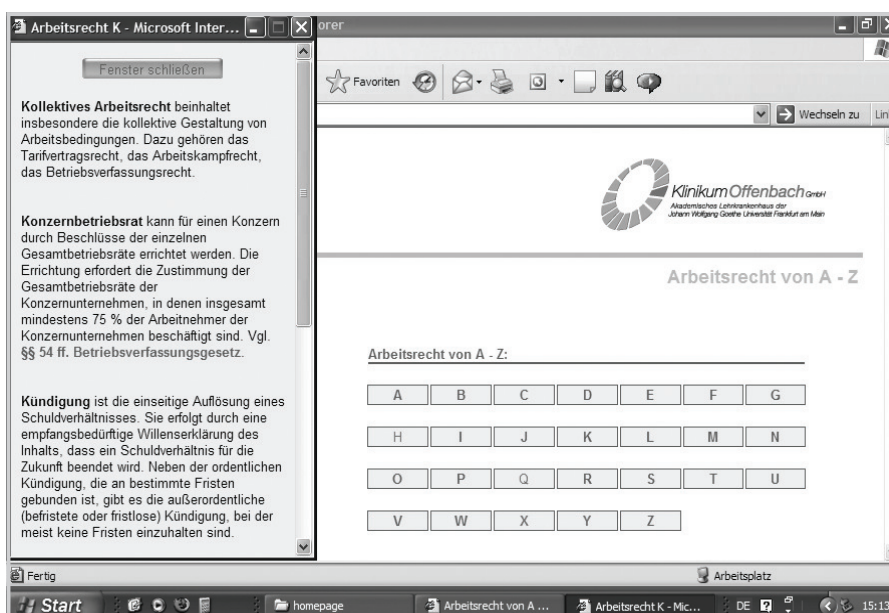 Arbeitsrecht K - Microsoft Inter...
orer
Fenster schließen
Kollektives Arbeitsrecht beinhaltet
insbesondere die kollektive Gestaltung von
Arbeitsbedingungen. Dazu gehören das
Tarifvertragsrecht, das Arbeitskampfrecht,
das Betriebsverfassungsrecht.
Konzernbetriebsrat kann für einen Konzern
durch Beschlüsse der einzelnen
Gesamtbetriebsräte errichtet werden. Die
Errichtung erfordert die Zustimmung der
Gesamtbetriebsräte der
Konzernunternehmen, in denen insgesamt
mindestens 75 % der Arbeitnehmer der
Konzernunternehmen beschäftigt sind. Vgl.
§§ 54 ff. Betriebsverfassungsgesetz.
Kündigung ist die einseitige Auflösung eines
Schuldverhältnisses. Sie erfolgt durch eine
empfangsbedürftige Willenserklärung des
Inhalts, dass ein Schuldverhältnis für die
Zukunft beendet wird. Neben der ordentlichen
Kündigung, die an bestimmte Fristen
gebunden ist, gibt es die außerordentliche
(befristete oder fristlose) Kündigung, bei der
meist keine Fristen einzuhalten sind.
Favoriten
Wechseln zu Lin
Klinikum Offenbach GmbH
Akademisches Lehrkrankenhaus der
Johann Wolfgang Goethe Universität Frankfurt am Main
Arbeitsrecht von A - Z
Arbeitsrecht von A - Z:
A B C D E F G
H I J K L M N
O P Q R S T U
V W X Y Z
Fertig Arbeitsplatz
Start homepage Arbeitsrecht von A ... Arbeitsrecht K - Mic... DE 15:13